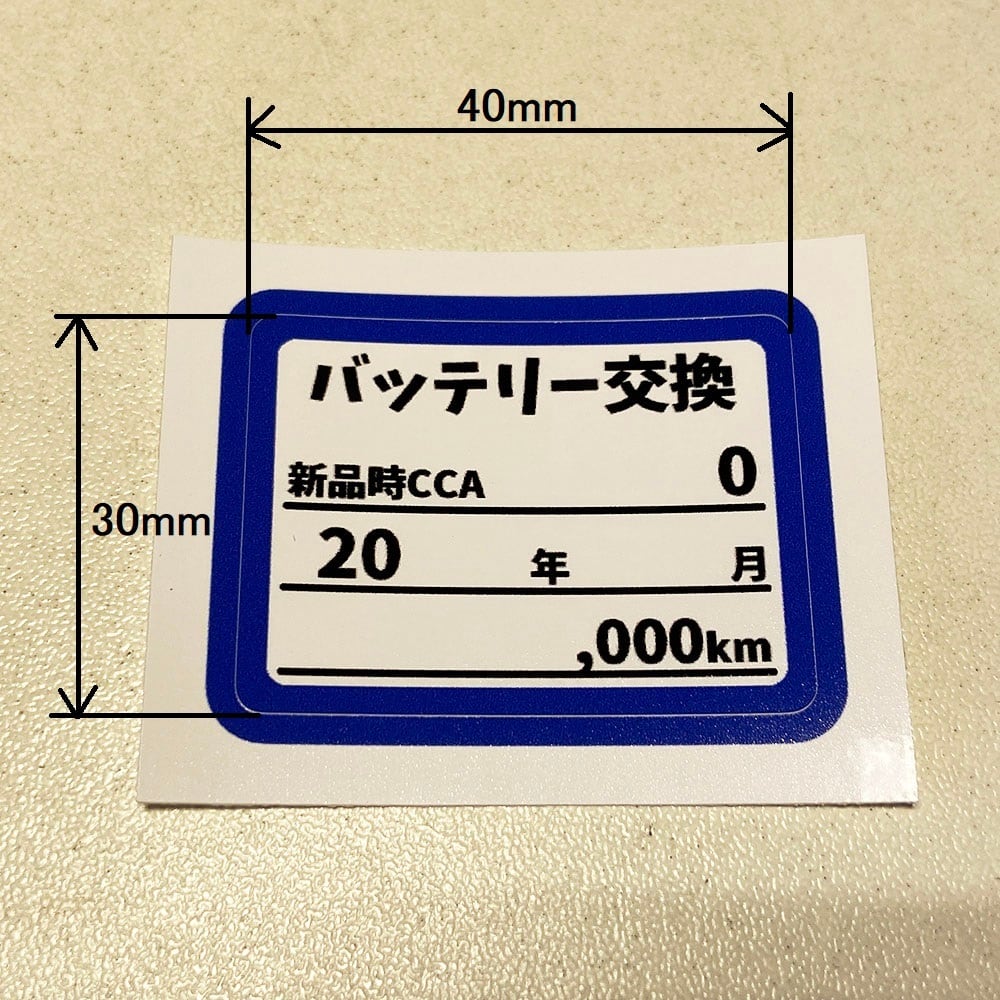 40mm
30mm
バッテリー交換
新品時CCA 0
20 年 月
,000km